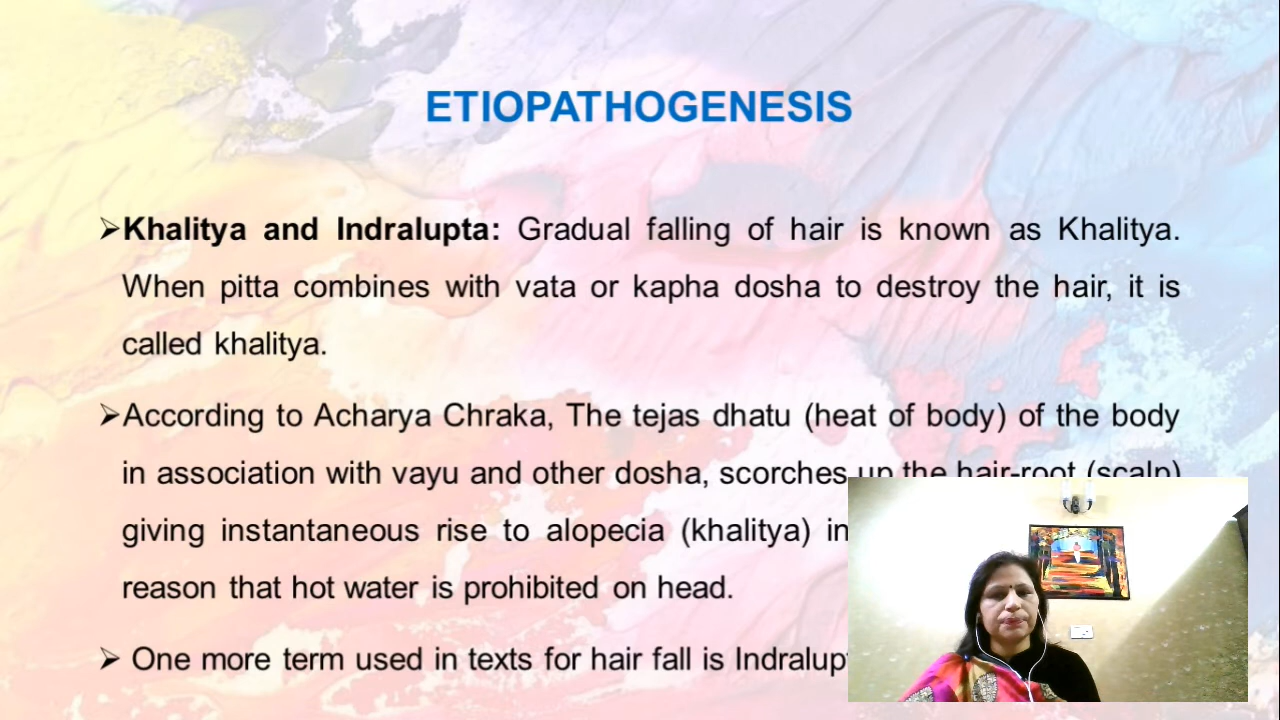 ETIOPATHOGENESIS
➢Khalitya and Indralupta: Gradual falling of hair is known as Khalitya.
When pitta combines with vata or kapha dosha to destroy the hair, it is
called khalitya.
➢According to Acharya Chraka, The tejas dhatu (heat of body) of the body
in association with vayu and other dosha, scorches up the hair-root (scalp)
giving instantaneous rise to alopecia (khalitya) in
reason that hot water is prohibited on head.
➢ One more term used in texts for hair fall is